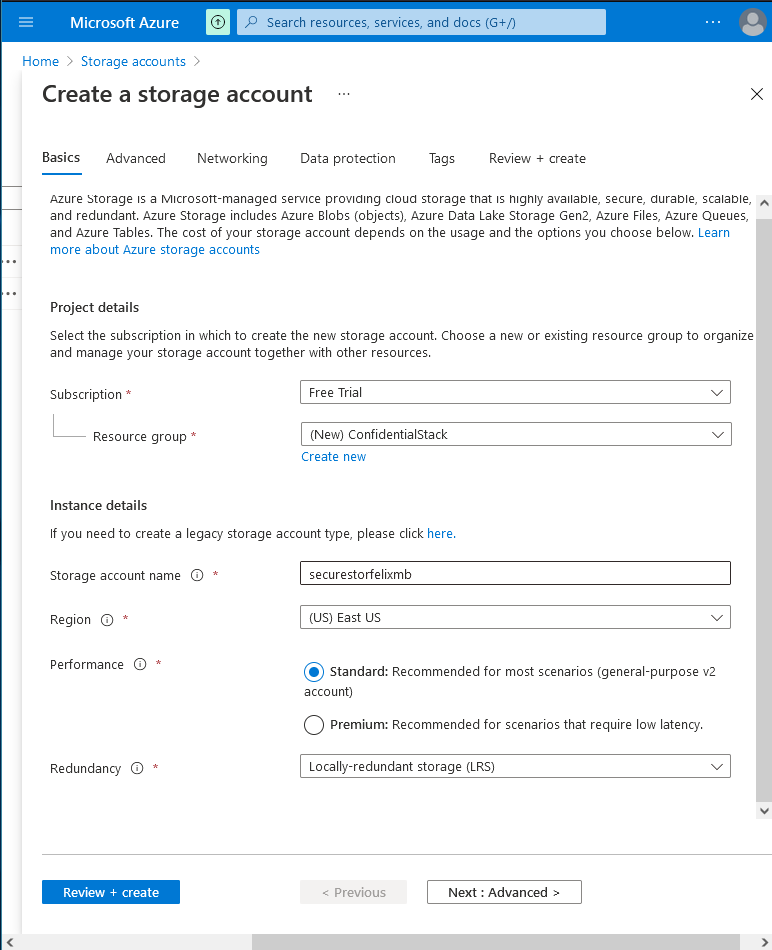 Microsoft Azure
Search resources, services, and docs (G+/)
Home > Storage accounts >
Create a storage account ...
Basics Advanced Networking Data protection Tags Review + create
Azure Storage is a Microsoft-managed service providing cloud storage that is highly available, secure, durable, scalable,
and redundant. Azure Storage includes Azure Blobs (objects), Azure Data Lake Storage Gen2, Azure Files, Azure Queues,
and Azure Tables. The cost of your storage account depends on the usage and the options you choose below. Learn
more about Azure storage accounts
Project details
Select the subscription in which to create the new storage account. Choose a new or existing resource group to organize
and manage your storage account together with other resources.
Subscription * Free Trial
Resource group * (New) ConfidentialStack
Create new
Instance details
If you need to create a legacy storage account type, please click here.
Storage account name * securestorfelixmb
Region * (US) East US
Performance * Standard: Recommended for most scenarios (general-purpose v2
account)
Premium: Recommended for scenarios that require low latency.
Redundancy * Locally-redundant storage (LRS)
Review + create < Previous Next : Advanced >